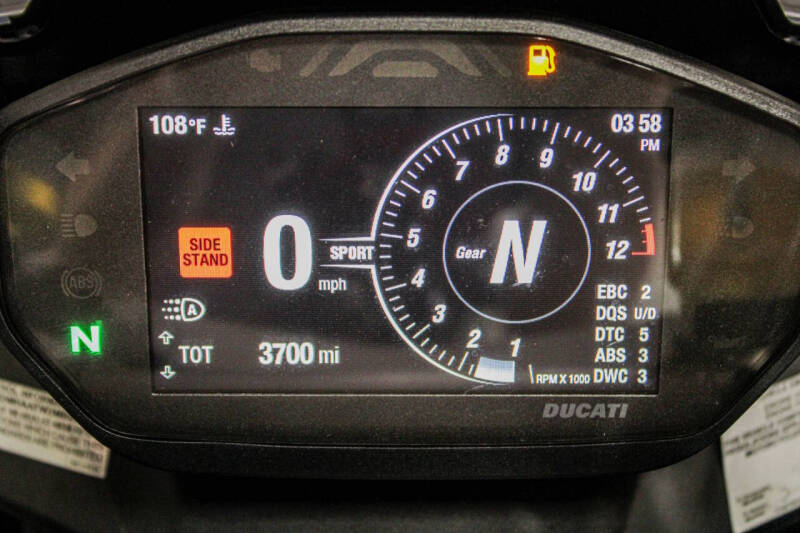 108°F
03 58
PM
1 2 3 4 5 6 7 8 9 10 11 12
SIDE
STAND
0
mph
SPORT
Gear N
A
ABS
N
TOT 3700 mi
EBC 2
DQS U/D
DTC 5
ABS 3
DWC 3
RPM X 1000
DUCATI